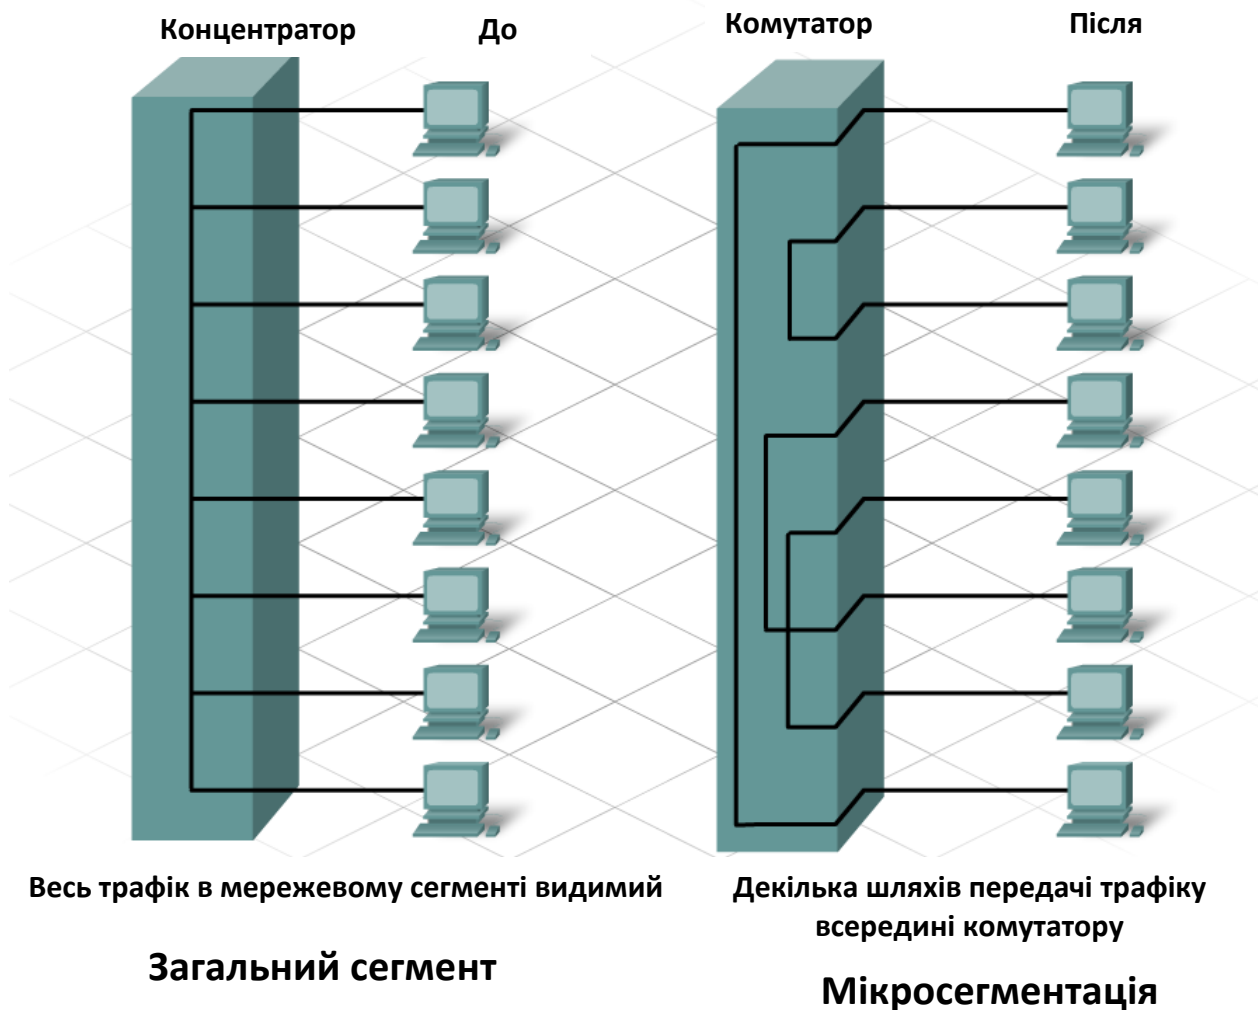 Концентратор
До
Комутатор
Після
Весь трафік в мережевому сегменті видимий
Загальний сегмент
Декілька шляхів передачі трафіку
всередині комутатору
Мікросегментація